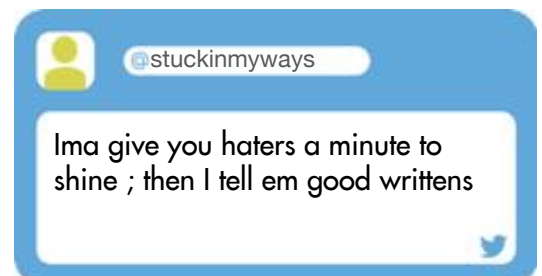 @stuckinmyways
Ima give you haters a minute to
shine ; then I tell em good writtens